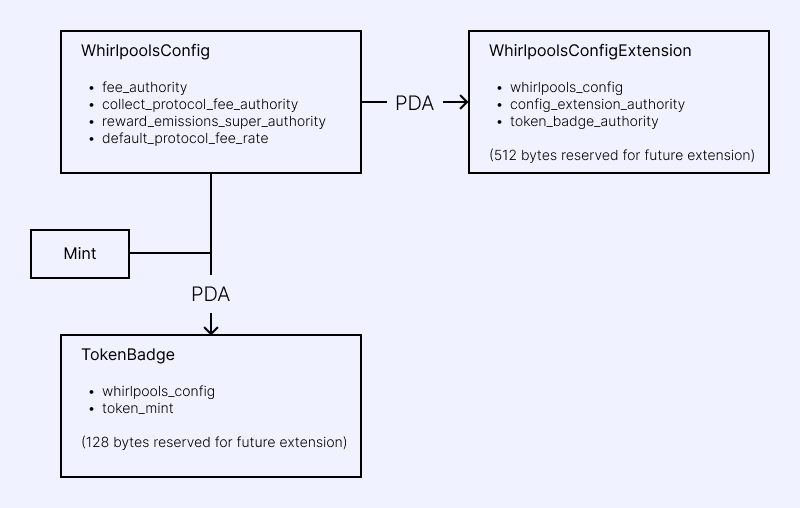 WhirlpoolsConfig
• fee_authority
• collect_protocol_fee_authority
• reward_emissions_super_authority
• default_protocol_fee_rate
PDA
WhirlpoolsConfigExtension
• whirlpools_config
• config_extension_authority
• token_badge_authority
(512 bytes reserved for future extension)
Mint
PDA
TokenBadge
• whirlpools_config
• token_mint
(128 bytes reserved for future extension)